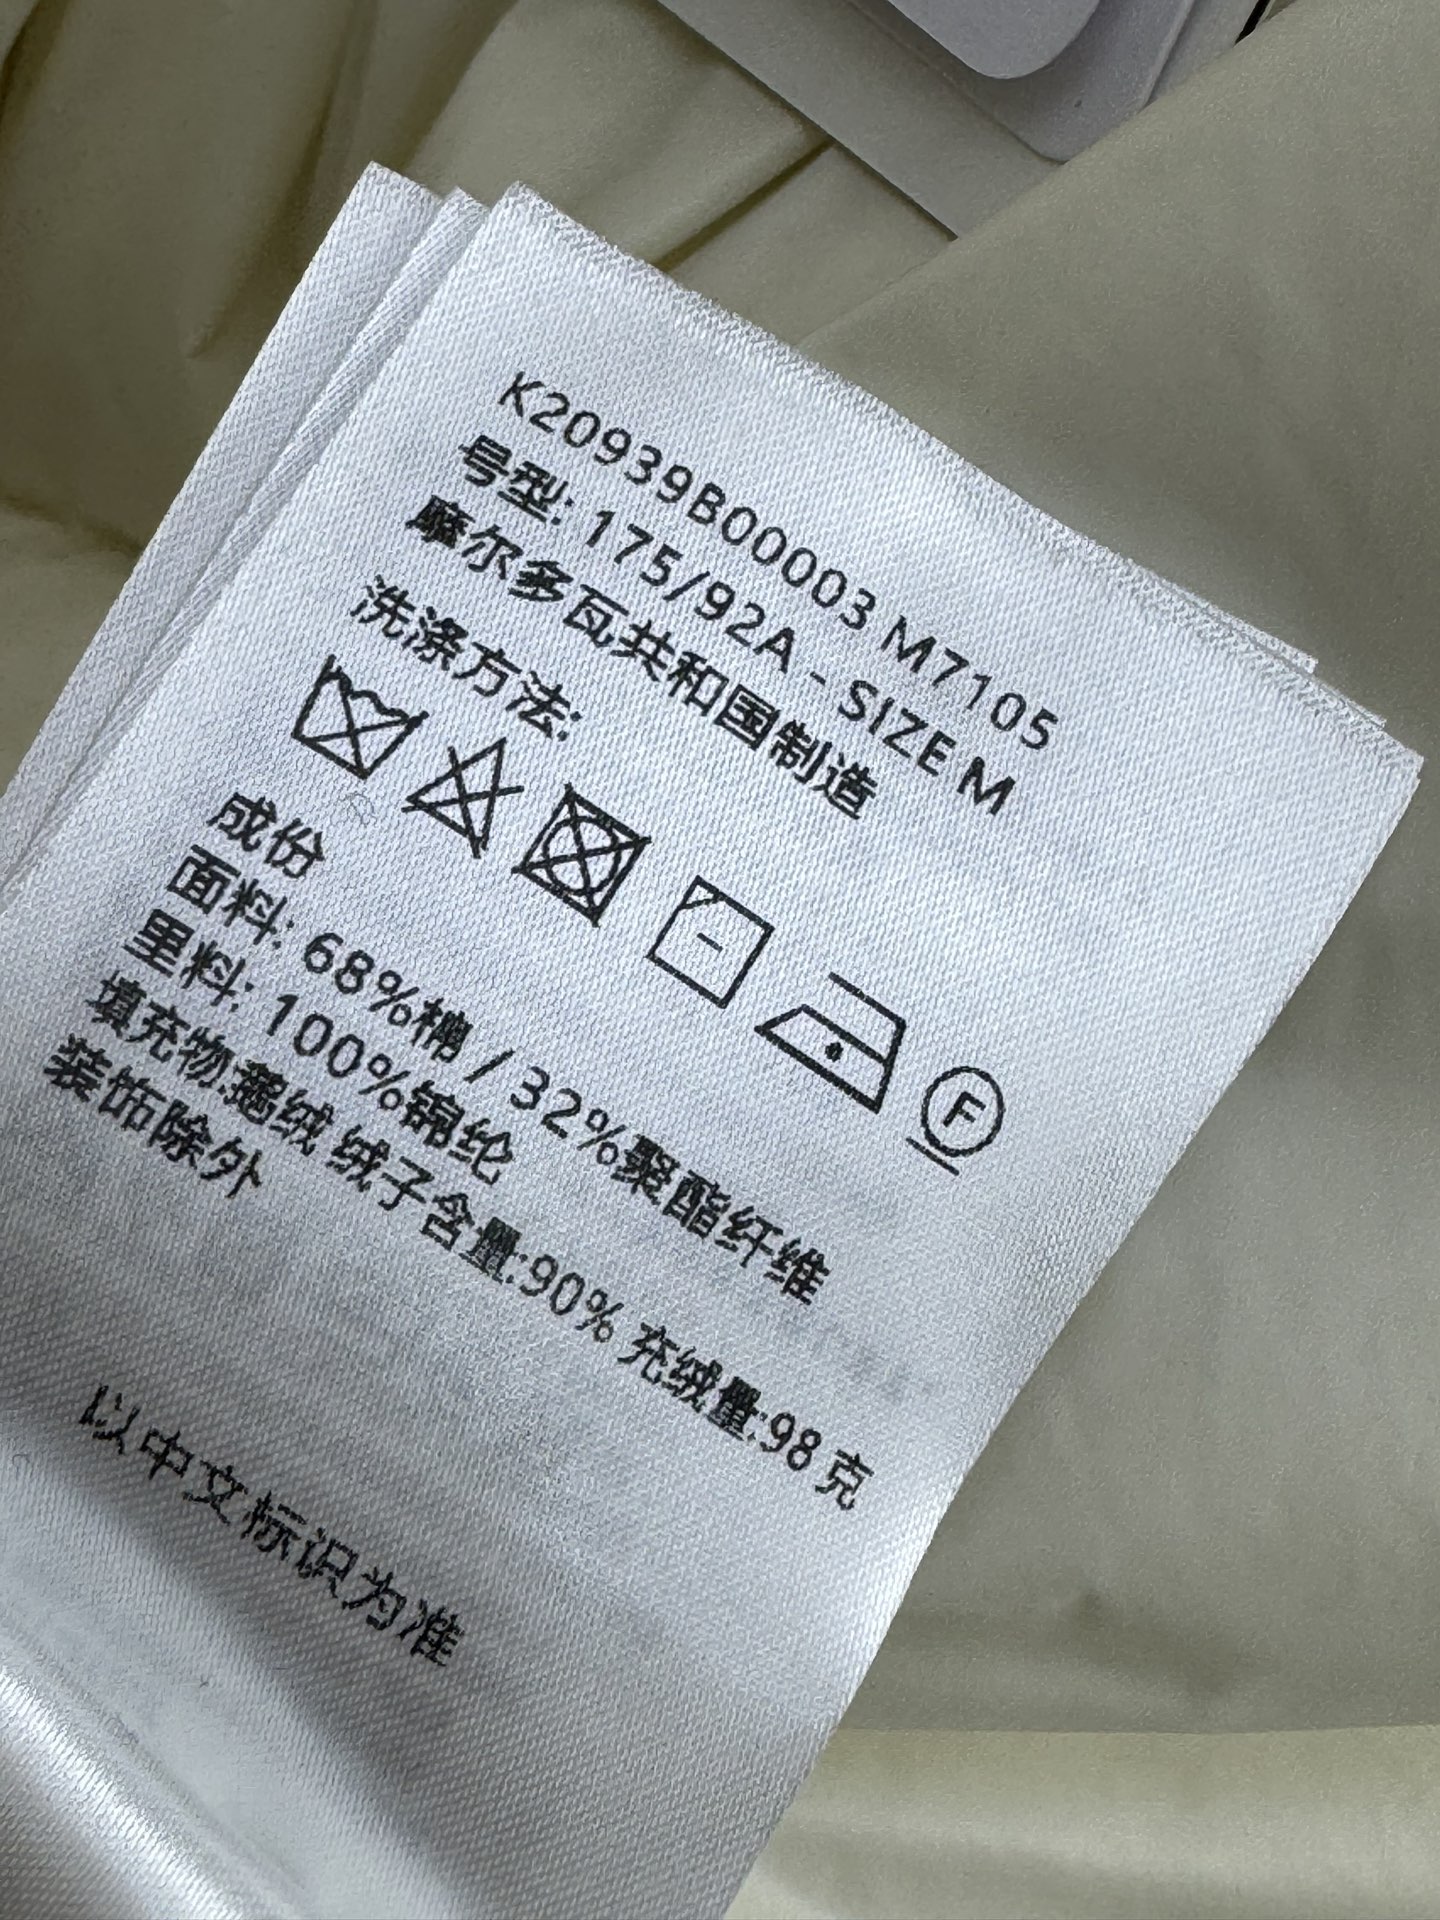 K20939B00003 M7105
号型: 175/92A - SIZE M
摩尔多瓦共和国制造
洗涤方法:
F
成份
面料: 68%棉 / 32%聚酯纤维
里料: 100%锦纶
填充物:鹅绒 绒子含量:90% 充绒量:98 克
装饰除外
以中文标识为准